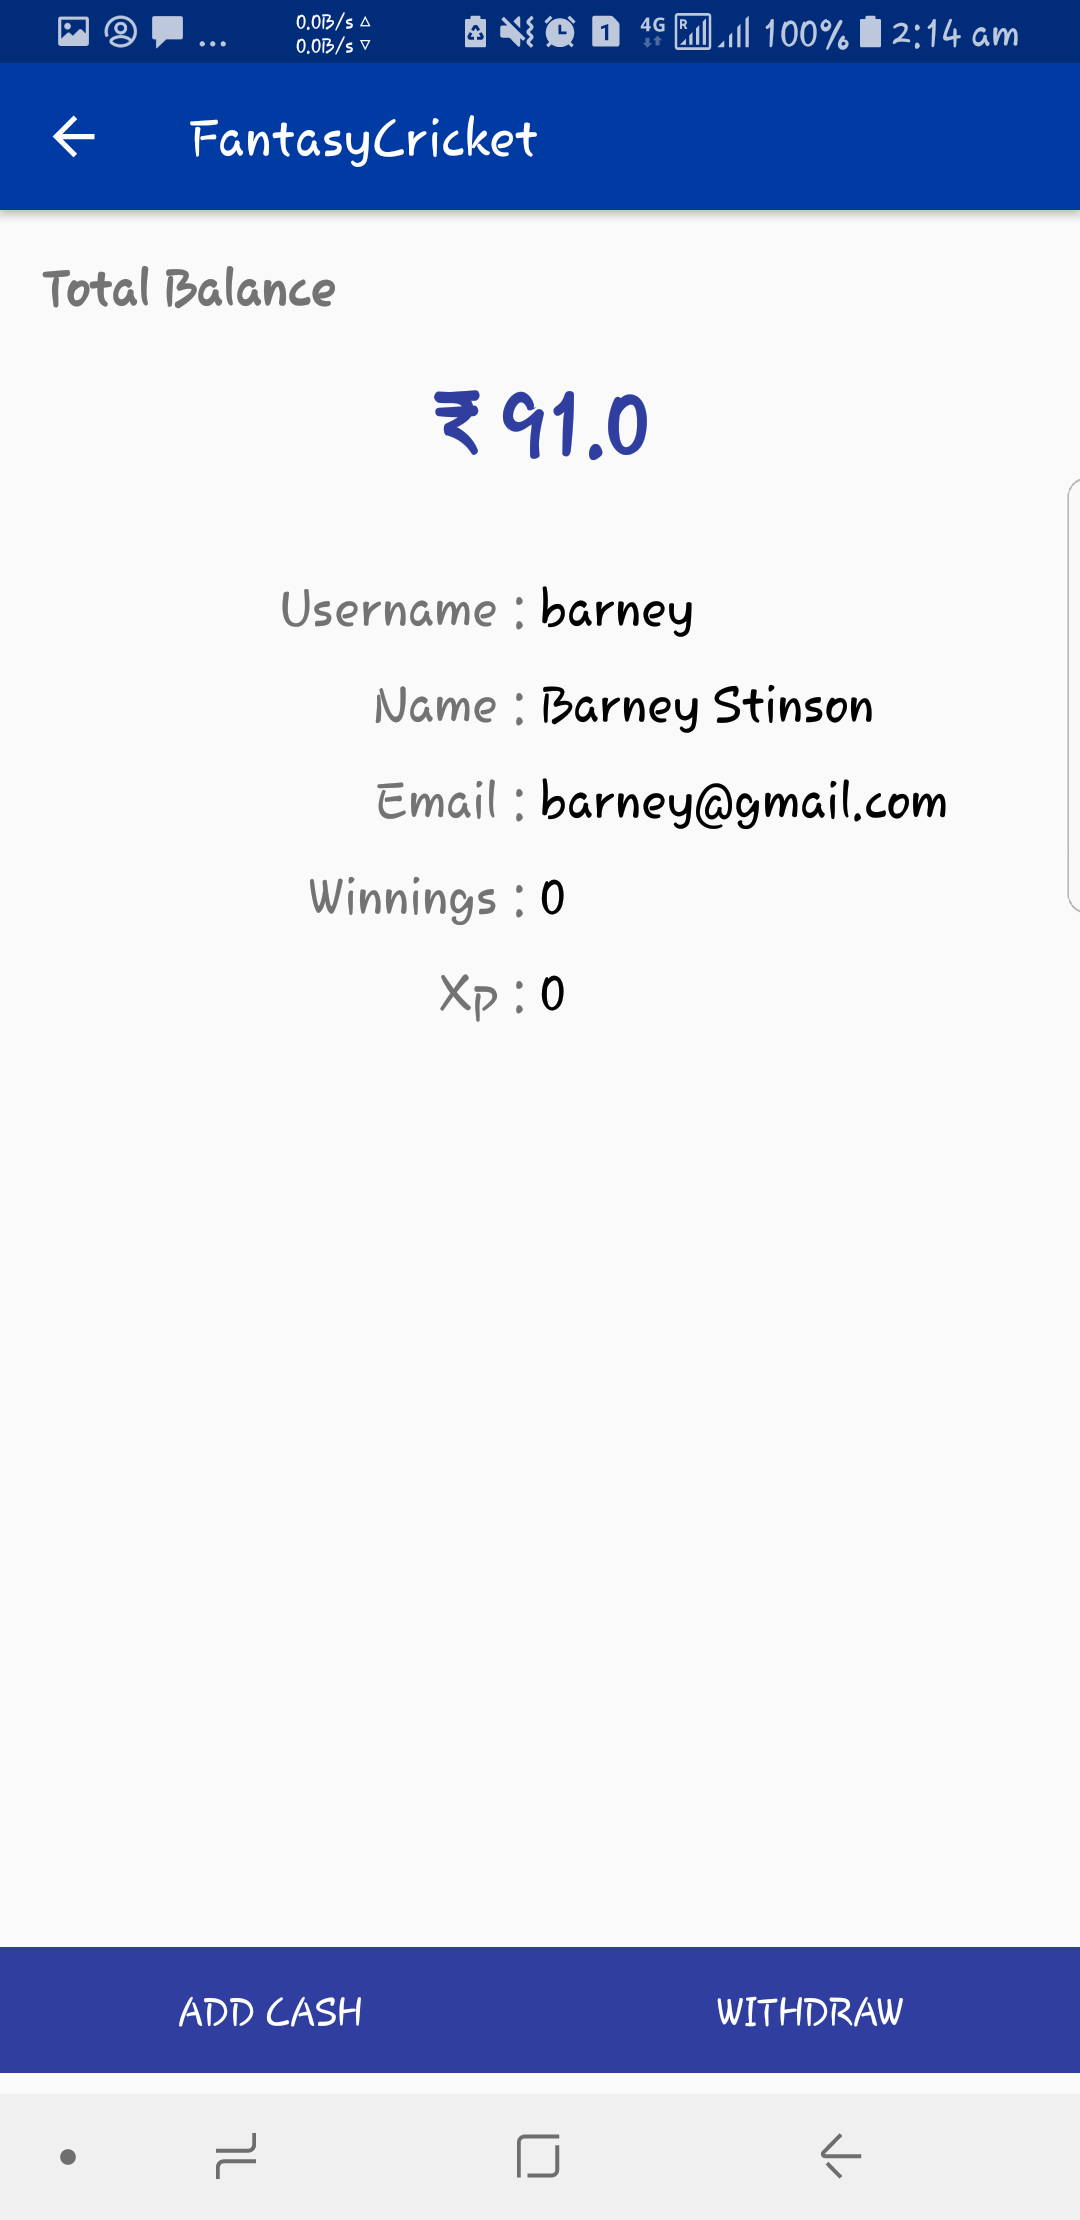 0.0B/s △
0.0B/s ▽
1 4G R 100% 2:14 am
FantasyCricket
Total Balance
₹ 91.0
Username : barney
Name : Barney Stinson
Email : barney@gmail.com
Winnings : 0
Xp : 0
ADD CASH WITHDRAW